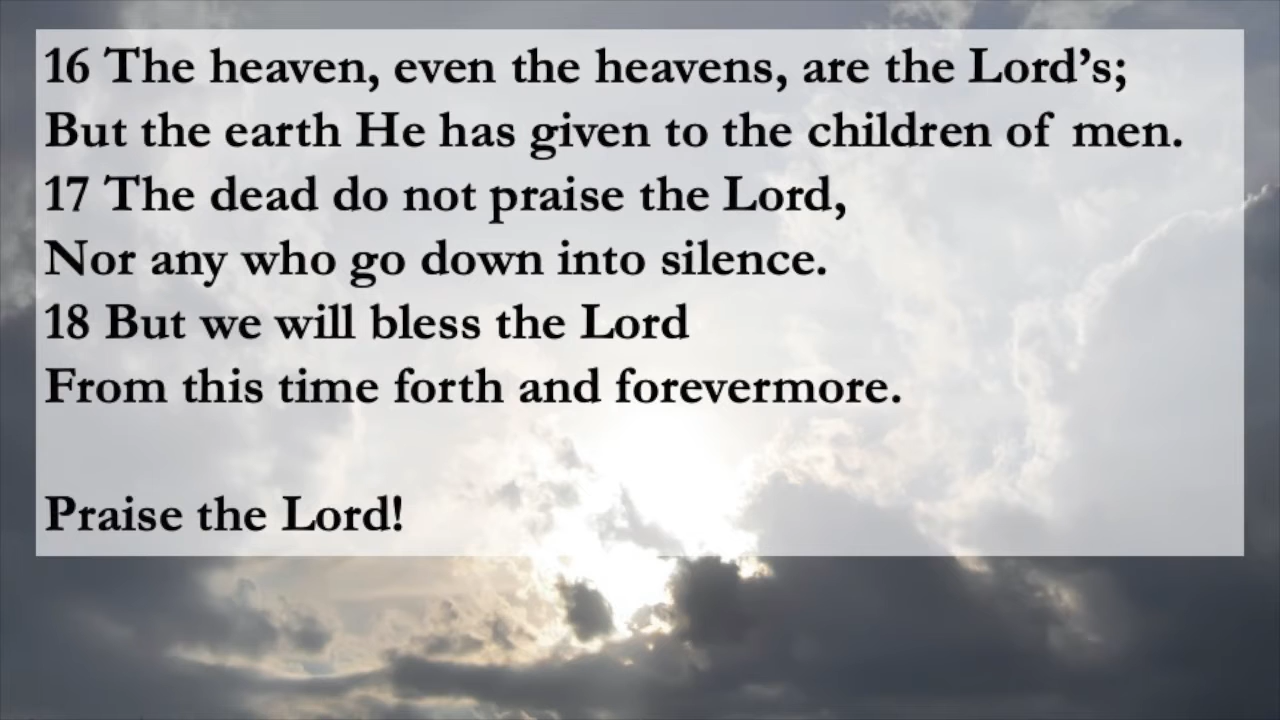 16 The heaven, even the heavens, are the Lord’s;
But the earth He has given to the children of men.
17 The dead do not praise the Lord,
Nor any who go down into silence.
18 But we will bless the Lord
From this time forth and forevermore.
Praise the Lord!